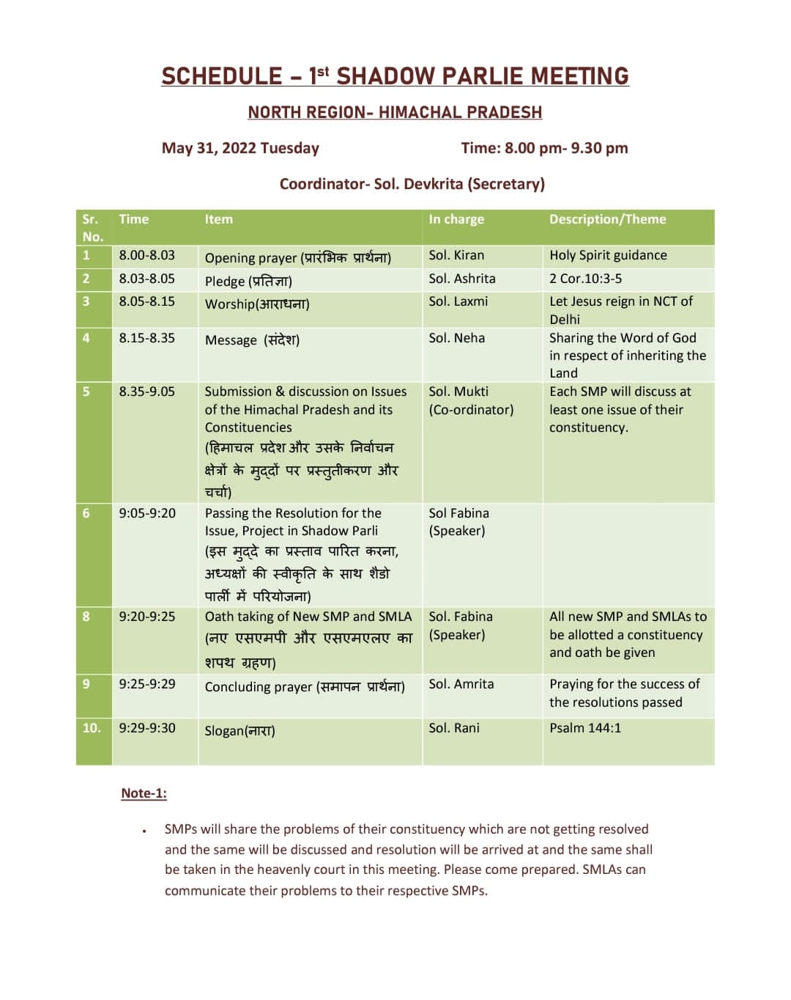 SCHEDULE – 1st SHADOW PARLIE MEETING
NORTH REGION- HIMACHAL PRADESH
May 31, 2022 Tuesday Time: 8.00 pm- 9.30 pm
Coordinator- Sol. Devkrita (Secretary)
Sr. No. Time Item In charge Description/Theme
1 8.00-8.03 Opening prayer (प्रारंभिक प्रार्थना) Sol. Kiran Holy Spirit guidance
2 8.03-8.05 Pledge (प्रतिज्ञा) Sol. Ashrita 2 Cor.10:3-5
3 8.05-8.15 Worship(आराधना) Sol. Laxmi Let Jesus reign in NCT of
Delhi
4 8.15-8.35 Message (संदेश) Sol. Neha Sharing the Word of God
in respect of inheriting the
Land
5 8.35-9.05 Submission & discussion on Issues Sol. Mukti Each SMP will discuss at
of the Himachal Pradesh and its (Co-ordinator) least one issue of their
Constituencies constituency.
(हिमाचल प्रदेश और उसके निर्वाचन
क्षेत्रों के मुद्दों पर प्रस्तुतीकरण और
चर्चा)
6 9:05-9:20 Passing the Resolution for the Sol Fabina
Issue, Project in Shadow Parli (Speaker)
(इस मुद्दे का प्रस्ताव पारित करना,
अध्यक्षों की स्वीकृति के साथ शैडो
पार्ली में परियोजना)
8 9:20-9:25 Oath taking of New SMP and SMLA Sol. Fabina All new SMP and SMLAs to
(नए एसएमपी और एसएमएलए का (Speaker) be allotted a constituency
शपथ ग्रहण) and oath be given
9 9:25-9:29 Concluding prayer (समापन प्रार्थना) Sol. Amrita Praying for the success of
the resolutions passed
10. 9:29-9:30 Slogan(नारा) Sol. Rani Psalm 144:1
Note-1:
• SMPs will share the problems of their constituency which are not getting resolved
and the same will be discussed and resolution will be arrived at and the same shall
be taken in the heavenly court in this meeting. Please come prepared. SMLAs can
communicate their problems to their respective SMPs.